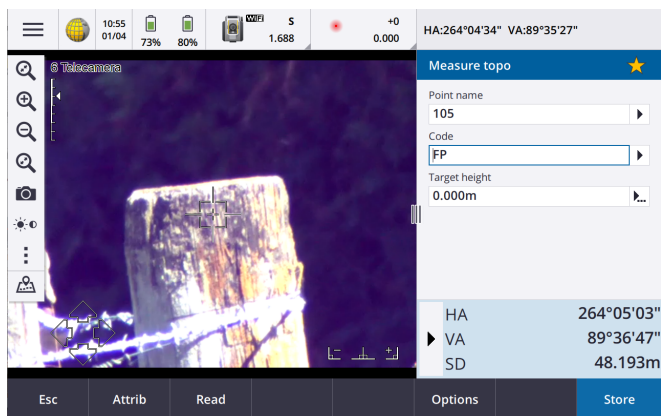 10:55
01/04
73%
80%
WiFi
S
1.688
+0
0.000
HA:264°04'34" VA:89°35'27"
6 Telecamera
Measure topo
Point name
105
Code
FP
Target height
0.000m
HA 264°05'03"
VA 89°36'47"
SD 48.193m
Esc Attrib Read Options Store